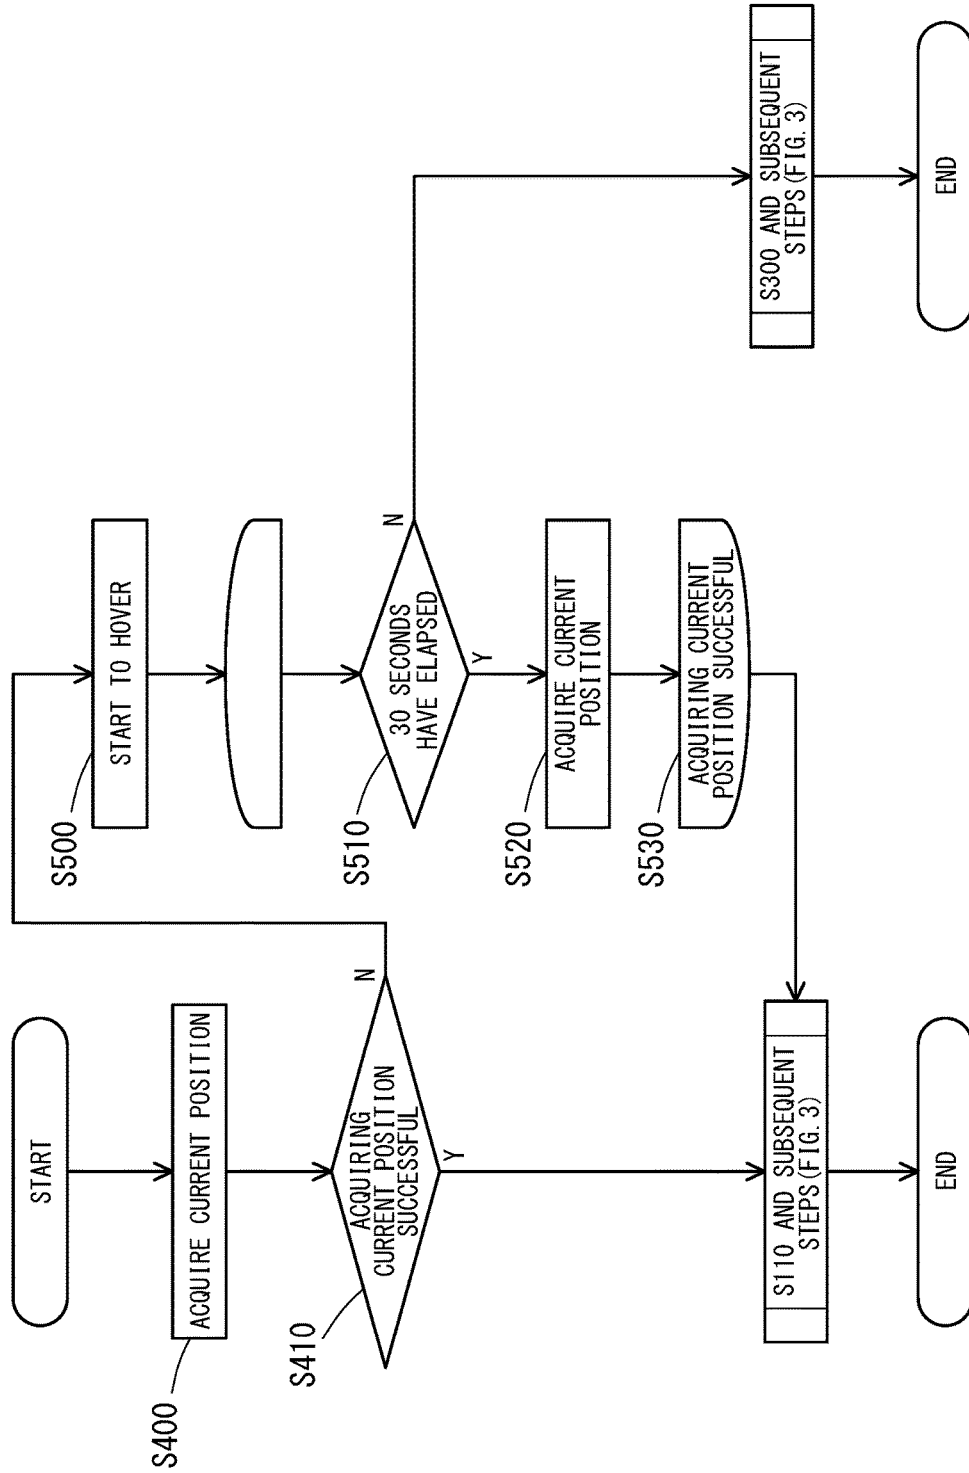 START
S400
ACQUIRE CURRENT POSITION
S410
ACQUIRING
CURRENT POSITION
SUCCESSFUL
N
Y
S110 AND SUBSEQUENT
STEPS(FIG. 3)
END
S500
START TO HOVER
S510
30 SECONDS
HAVE ELAPSED
N
Y
S520
ACQUIRE CURRENT
POSITION
S530
ACQUIRING CURRENT
POSITION SUCCESSFUL
S300 AND SUBSEQUENT
STEPS(FIG. 3)
END